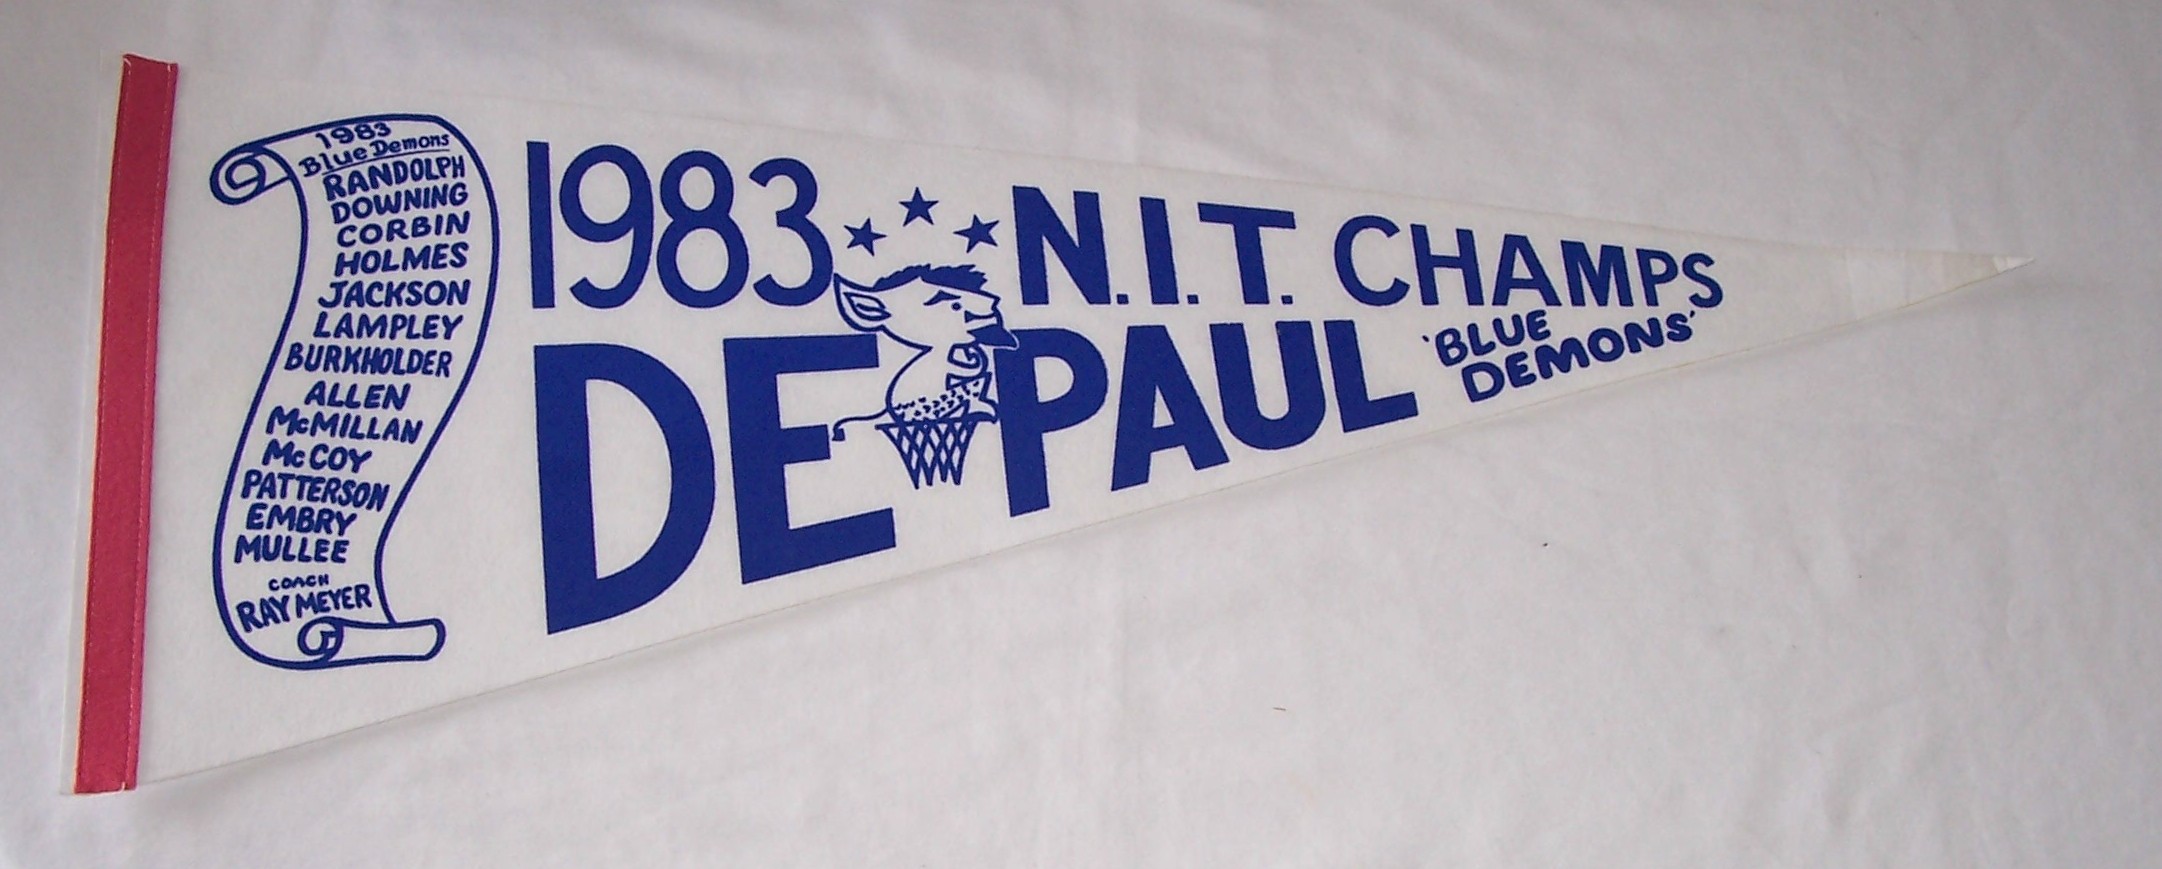 1983
Blue Demons
RANDOLPH
DOWNING
CORBIN
HOLMES
JACKSON
LAMPLEY
BURKHOLDER
ALLEN
McMILLAN
McCOY
PATTERSON
EMBRY
MULLEE
COACH
RAY MEYER
1983 N.I.T. CHAMPS
DE PAUL 'BLUE
DEMONS'